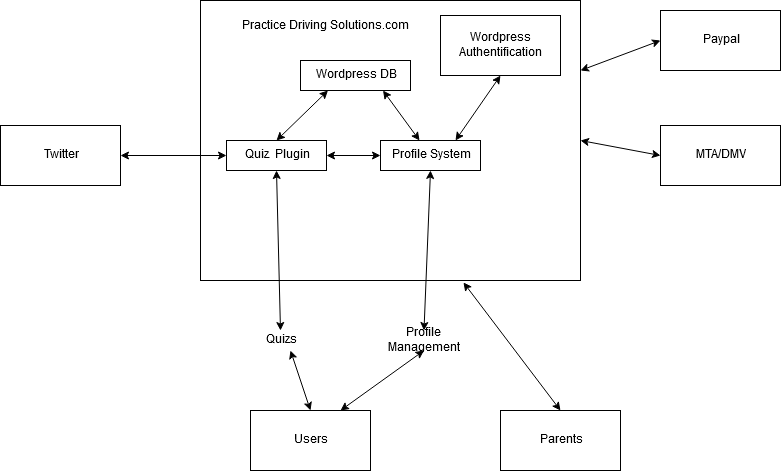 Practice Driving Solutions.com
Wordpress
Authentification
Paypal
Wordpress DB
Twitter
Quiz Plugin
Profile System
MTA/DMV
Quizs
Profile
Management
Users
Parents